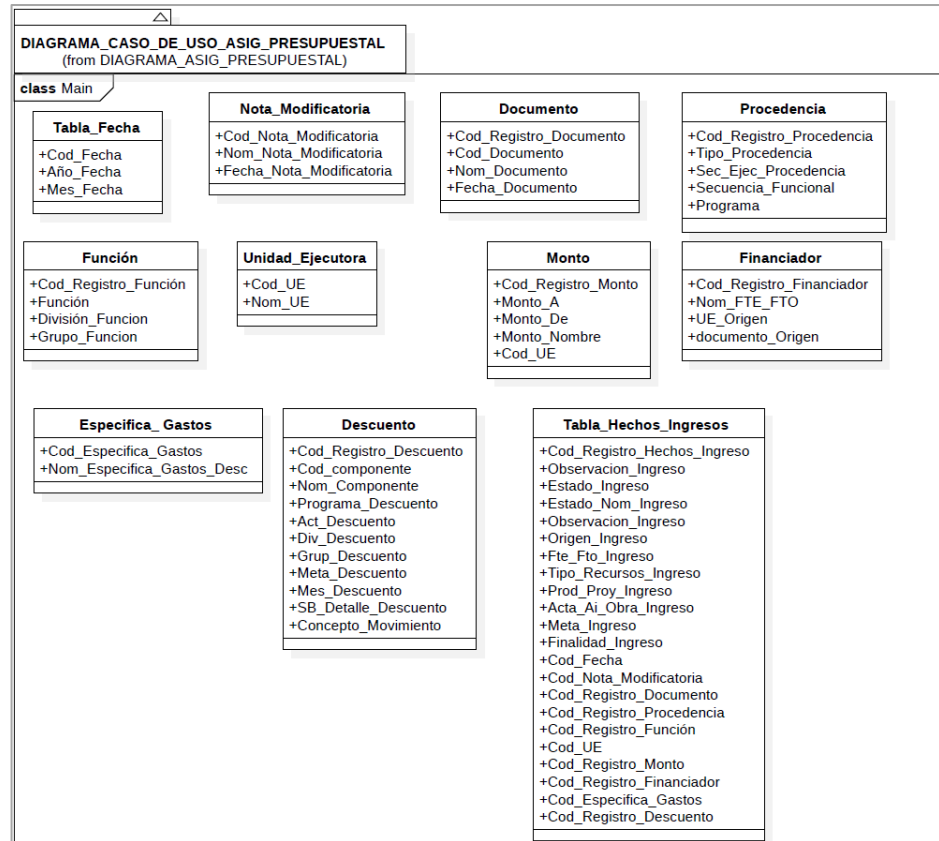 DIAGRAMA_CASO_DE_USO_ASIG_PRESUPUESTAL
(from DIAGRAMA_ASIG_PRESUPUESTAL)
class Main
Tabla_Fecha
+Cod_Fecha
+Año_Fecha
+Mes_Fecha
Nota_Modificatoria
+Cod_Nota_Modificatoria
+Nom_Nota_Modificatoria
+Fecha_Nota_Modificatoria
Documento
+Cod_Registro_Documento
+Cod_Documento
+Nom_Documento
+Fecha_Documento
Procedencia
+Cod_Registro_Procedencia
+Tipo_Procedencia
+Sec_Ejec_Procedencia
+Secuencia_Funcional
+Programa
Función
+Cod_Registro_Función
+Función
+División_Funcion
+Grupo_Funcion
Unidad_Ejecutora
+Cod_UE
+Nom_UE
Monto
+Cod_Registro_Monto
+Monto_A
+Monto_De
+Monto_Nombre
+Cod_UE
Financiador
+Cod_Registro_Financiador
+Nom_FTE_FTO
+UE_Origen
+documento_Origen
Especifica_ Gastos
+Cod_Especifica_Gastos
+Nom_Especifica_Gastos_Desc
Descuento
+Cod_Registro_Descuento
+Cod_componente
+Nom_Componente
+Programa_Descuento
+Act_Descuento
+Div_Descuento
+Grup_Descuento
+Meta_Descuento
+Mes_Descuento
+SB_Detalle_Descuento
+Concepto_Movimiento
Tabla_Hechos_Ingresos
+Cod_Registro_Hechos_Ingreso
+Observacion_Ingreso
+Estado_Ingreso
+Estado_Nom_Ingreso
+Observacion_Ingreso
+Origen_Ingreso
+Fte_Fto_Ingreso
+Tipo_Recursos_Ingreso
+Prod_Proy_Ingreso
+Acta_Ai_Obra_Ingreso
+Meta_Ingreso
+Finalidad_Ingreso
+Cod_Fecha
+Cod_Nota_Modificatoria
+Cod_Registro_Documento
+Cod_Registro_Procedencia
+Cod_Registro_Función
+Cod_UE
+Cod_Registro_Monto
+Cod_Registro_Financiador
+Cod_Especifica_Gastos
+Cod_Registro_Descuento